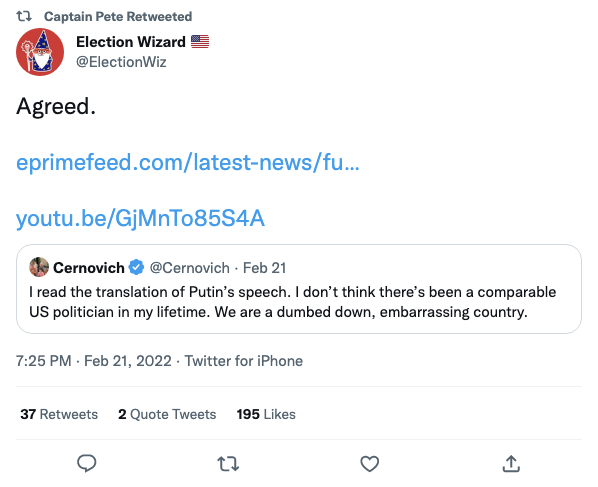 Captain Pete Retweeted
Election Wizard 🇺🇸
@ElectionWiz
Agreed.
eprimefeed.com/latest-news/fu...
youtu.be/GjMnTo85S4A
Cernovich @Cernovich · Feb 21
I read the translation of Putin’s speech. I don’t think there’s been a comparable
US politician in my lifetime. We are a dumbed down, embarrassing country.
7:25 PM · Feb 21, 2022 · Twitter for iPhone
37 Retweets 2 Quote Tweets 195 Likes